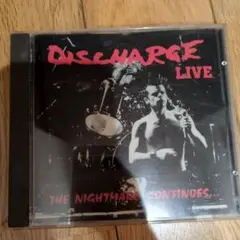 DISCHARGE
LIVE
THE NIGHTMARE CONTINUES...